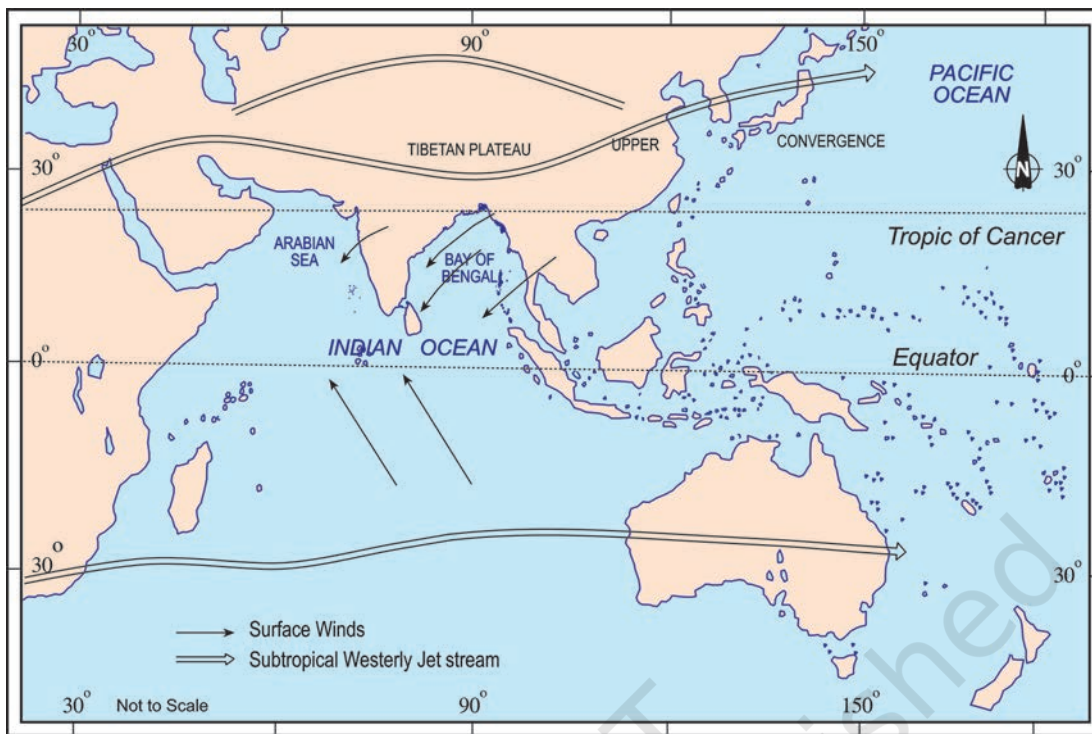 30°
90°
150°
PACIFIC
OCEAN
TIBETAN PLATEAU
UPPER
CONVERGENCE
N
30°
30°
ARABIAN
SEA
BAY OF
BENGAL
Tropic of Cancer
INDIAN OCEAN
Equator
0°
0°
30°
30°
Surface Winds
Subtropical Westerly Jet stream
30°
Not to Scale
90°
150°